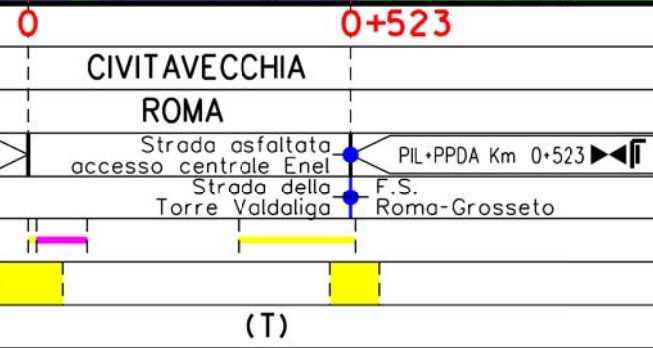 0 0+523
CIVITAVECCHIA
ROMA
Strada asfaltata
accesso centrale Enel
PIL+PPDA Km 0+523
Strada della
Torre Valdaliga
F.S.
Roma-Grosseto
(T)